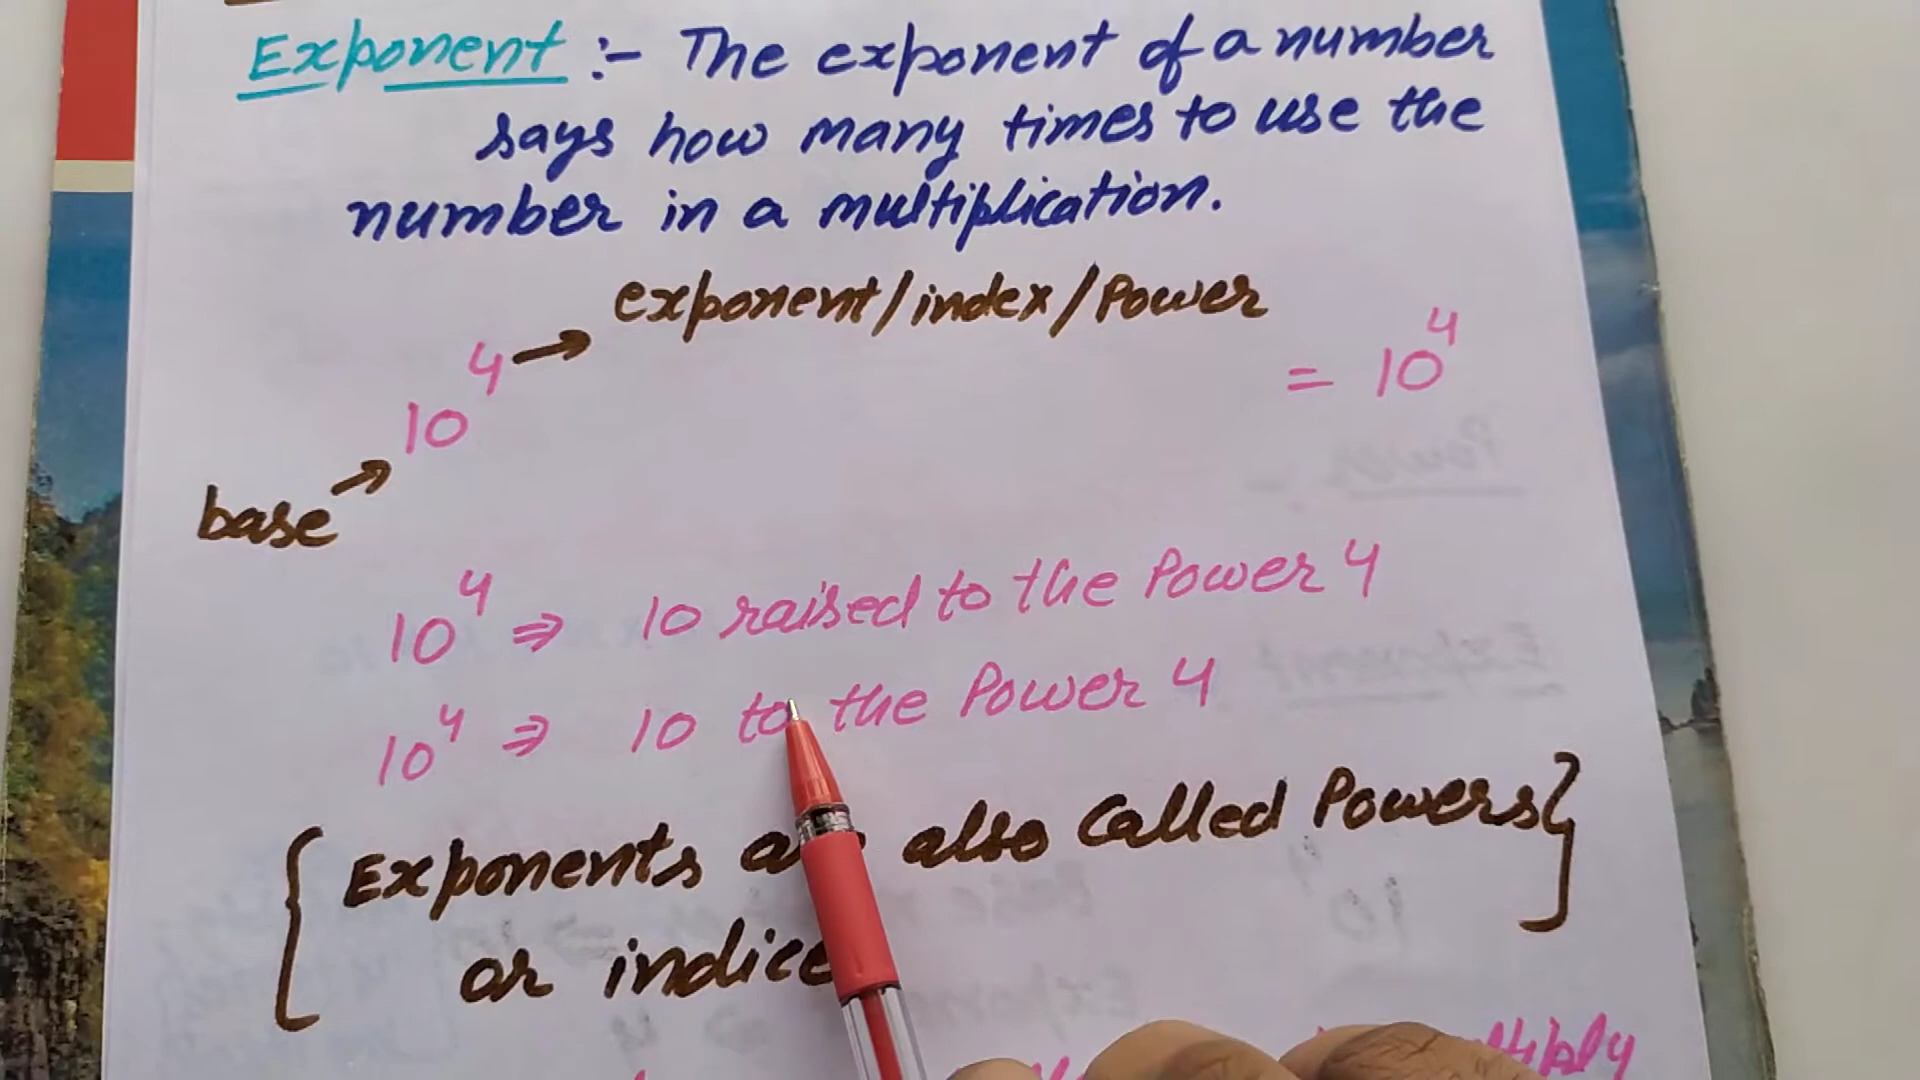 Exponent :- The exponent of a number
says how many times to use the
number in a multiplication.
exponent/index/Power
10⁴ → = 10⁴
base →
10⁴ ⇒ 10 raised to the Power 4
10⁴ ⇒ 10 to the Power 4
{ Exponents also Called Powers }
or